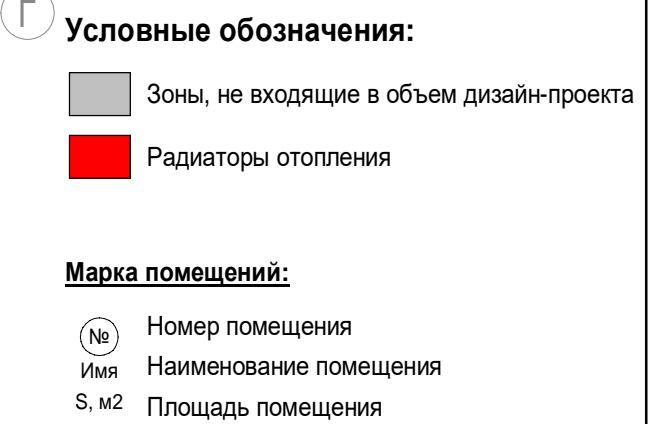 Г
Условные обозначения:
Зоны, не входящие в объем дизайн-проекта
Радиаторы отопления
Марка помещений:
№ Номер помещения
Имя Наименование помещения
S, м2 Площадь помещения